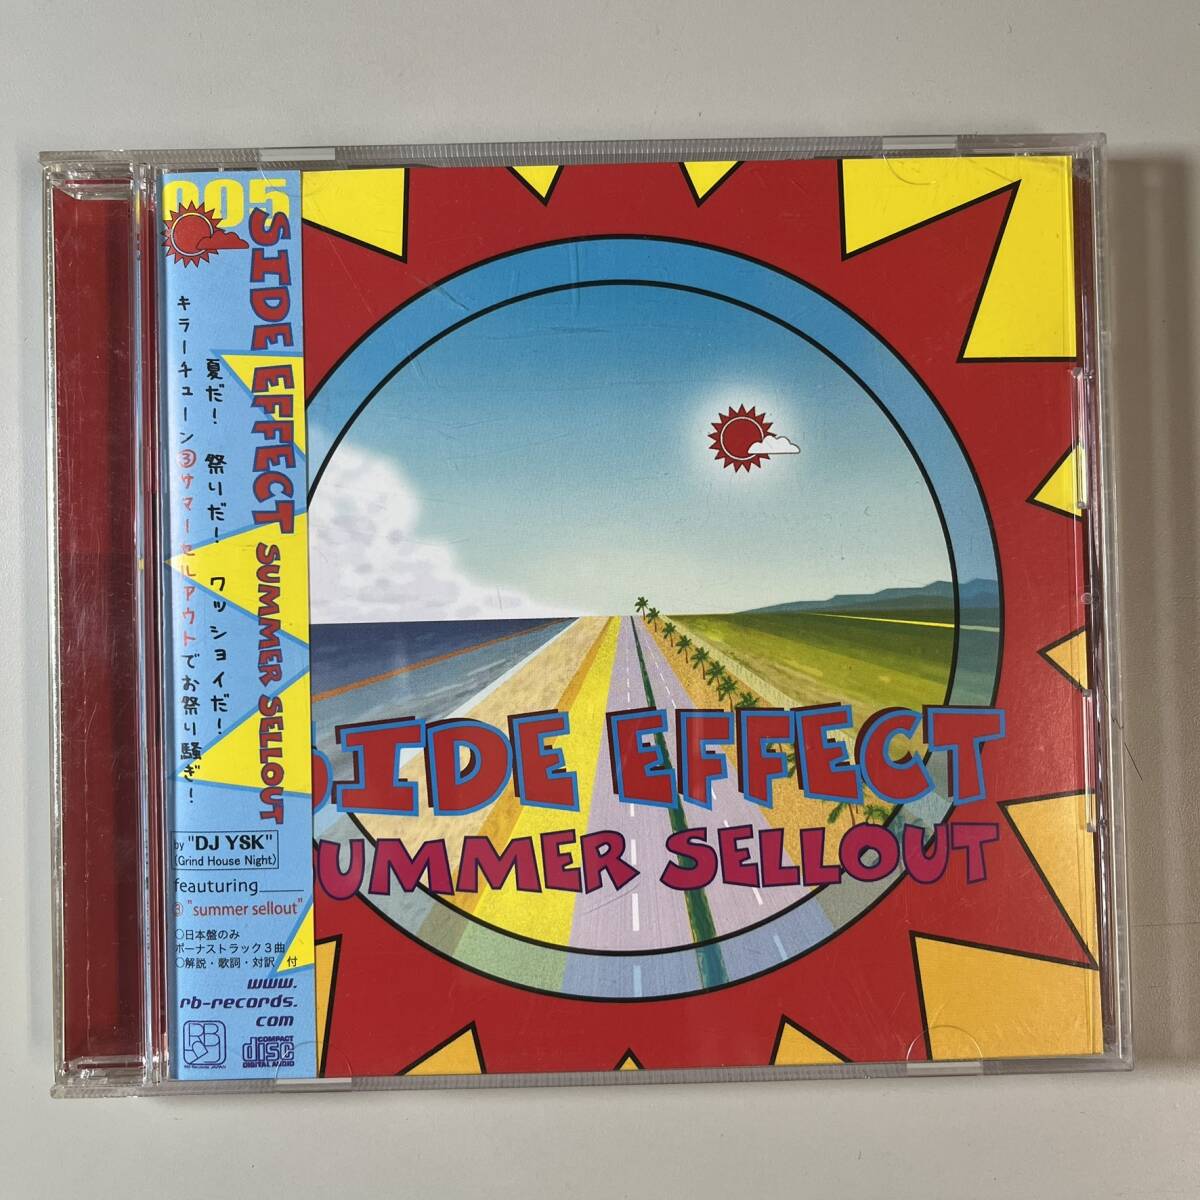 005
SIDE EFFECT SUMMER SELLOUT
夏だ! 祭りだ! ワッショイだ!
キラーチューン③サマーセルアウトでお祭り騒ぎ!
by "DJ YSK"
(Grind House Night)
feauturing
③ "summer sellout"
○日本盤のみ
ボーナストラック3曲
○解説・歌詞・対訳 付
www.
rb-records.
com
RB Records JAPAN
COMPACT
disc
DIGITAL AUDIO
SIDE EFFECT
SUMMER SELLOUT